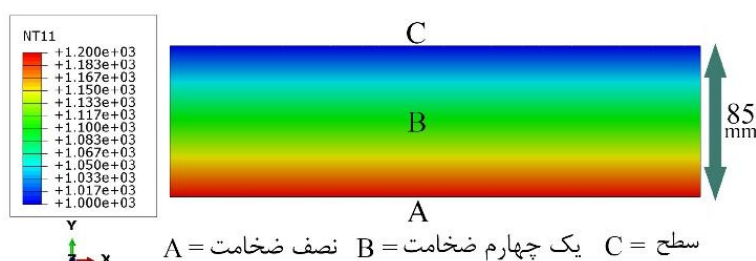 C
NT11
+1.200e+03
+1.183e+03
+1.167e+03
+1.150e+03
+1.133e+03
+1.117e+03
+1.100e+03
+1.083e+03
+1.067e+03
+1.050e+03
+1.033e+03
+1.017e+03
+1.000e+03
B
85
mm
A
Y
Z X
A = نصف ضخامت B = یک چهارم ضخامت C = سطح